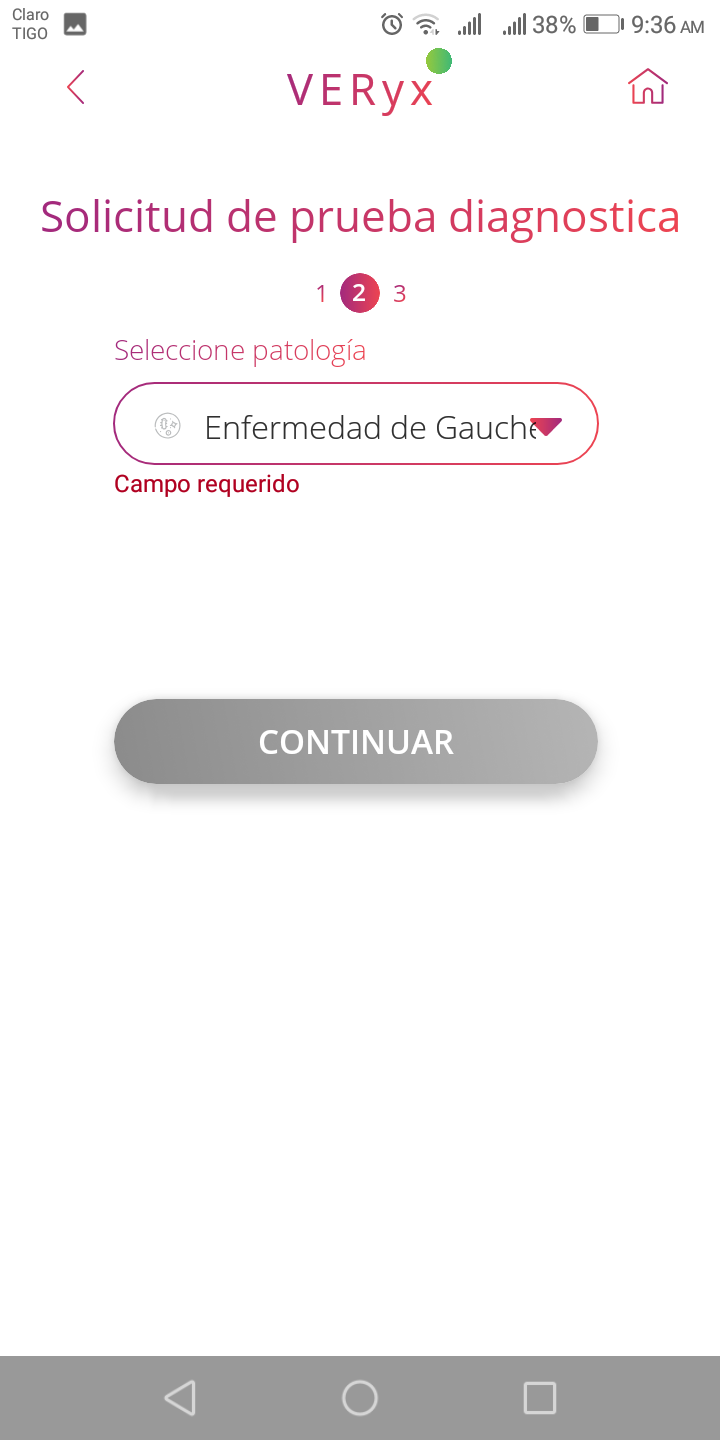 Claro
TIGO
38% 9:36 AM
VERyx
Solicitud de prueba diagnostica
1 2 3
Seleccione patología
Enfermedad de Gauche
Campo requerido
CONTINUAR